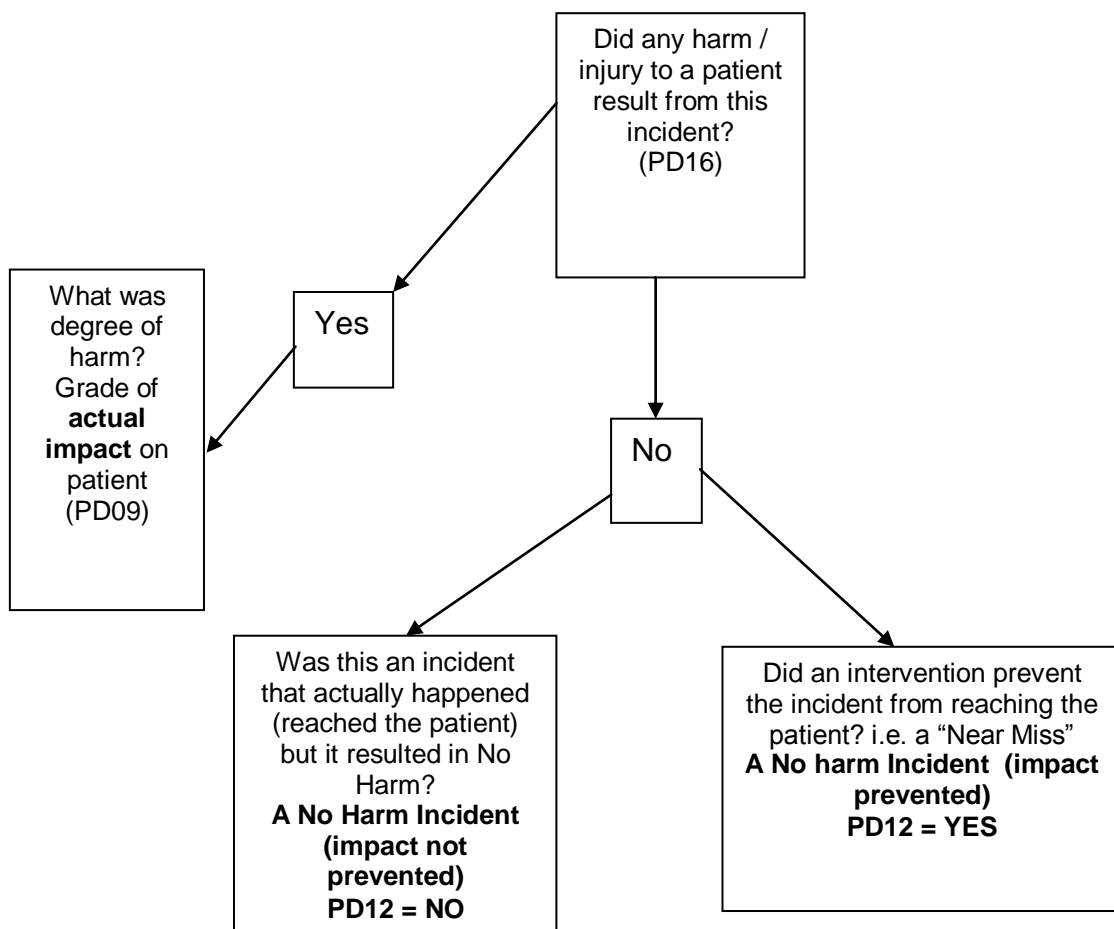 Did any harm /
injury to a patient
result from this
incident?
(PD16)
Yes
What was
degree of
harm?
Grade of
actual
impact on
patient
(PD09)
No
Was this an incident
that actually happened
(reached the patient)
but it resulted in No
Harm?
A No Harm Incident
(impact not
prevented)
PD12 = NO
Did an intervention prevent
the incident from reaching the
patient? i.e. a “Near Miss”
A No harm Incident (impact
prevented)
PD12 = YES